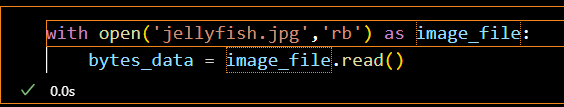 with open('jellyfish.jpg','rb') as image_file:
    bytes_data = image_file.read()
0.0s